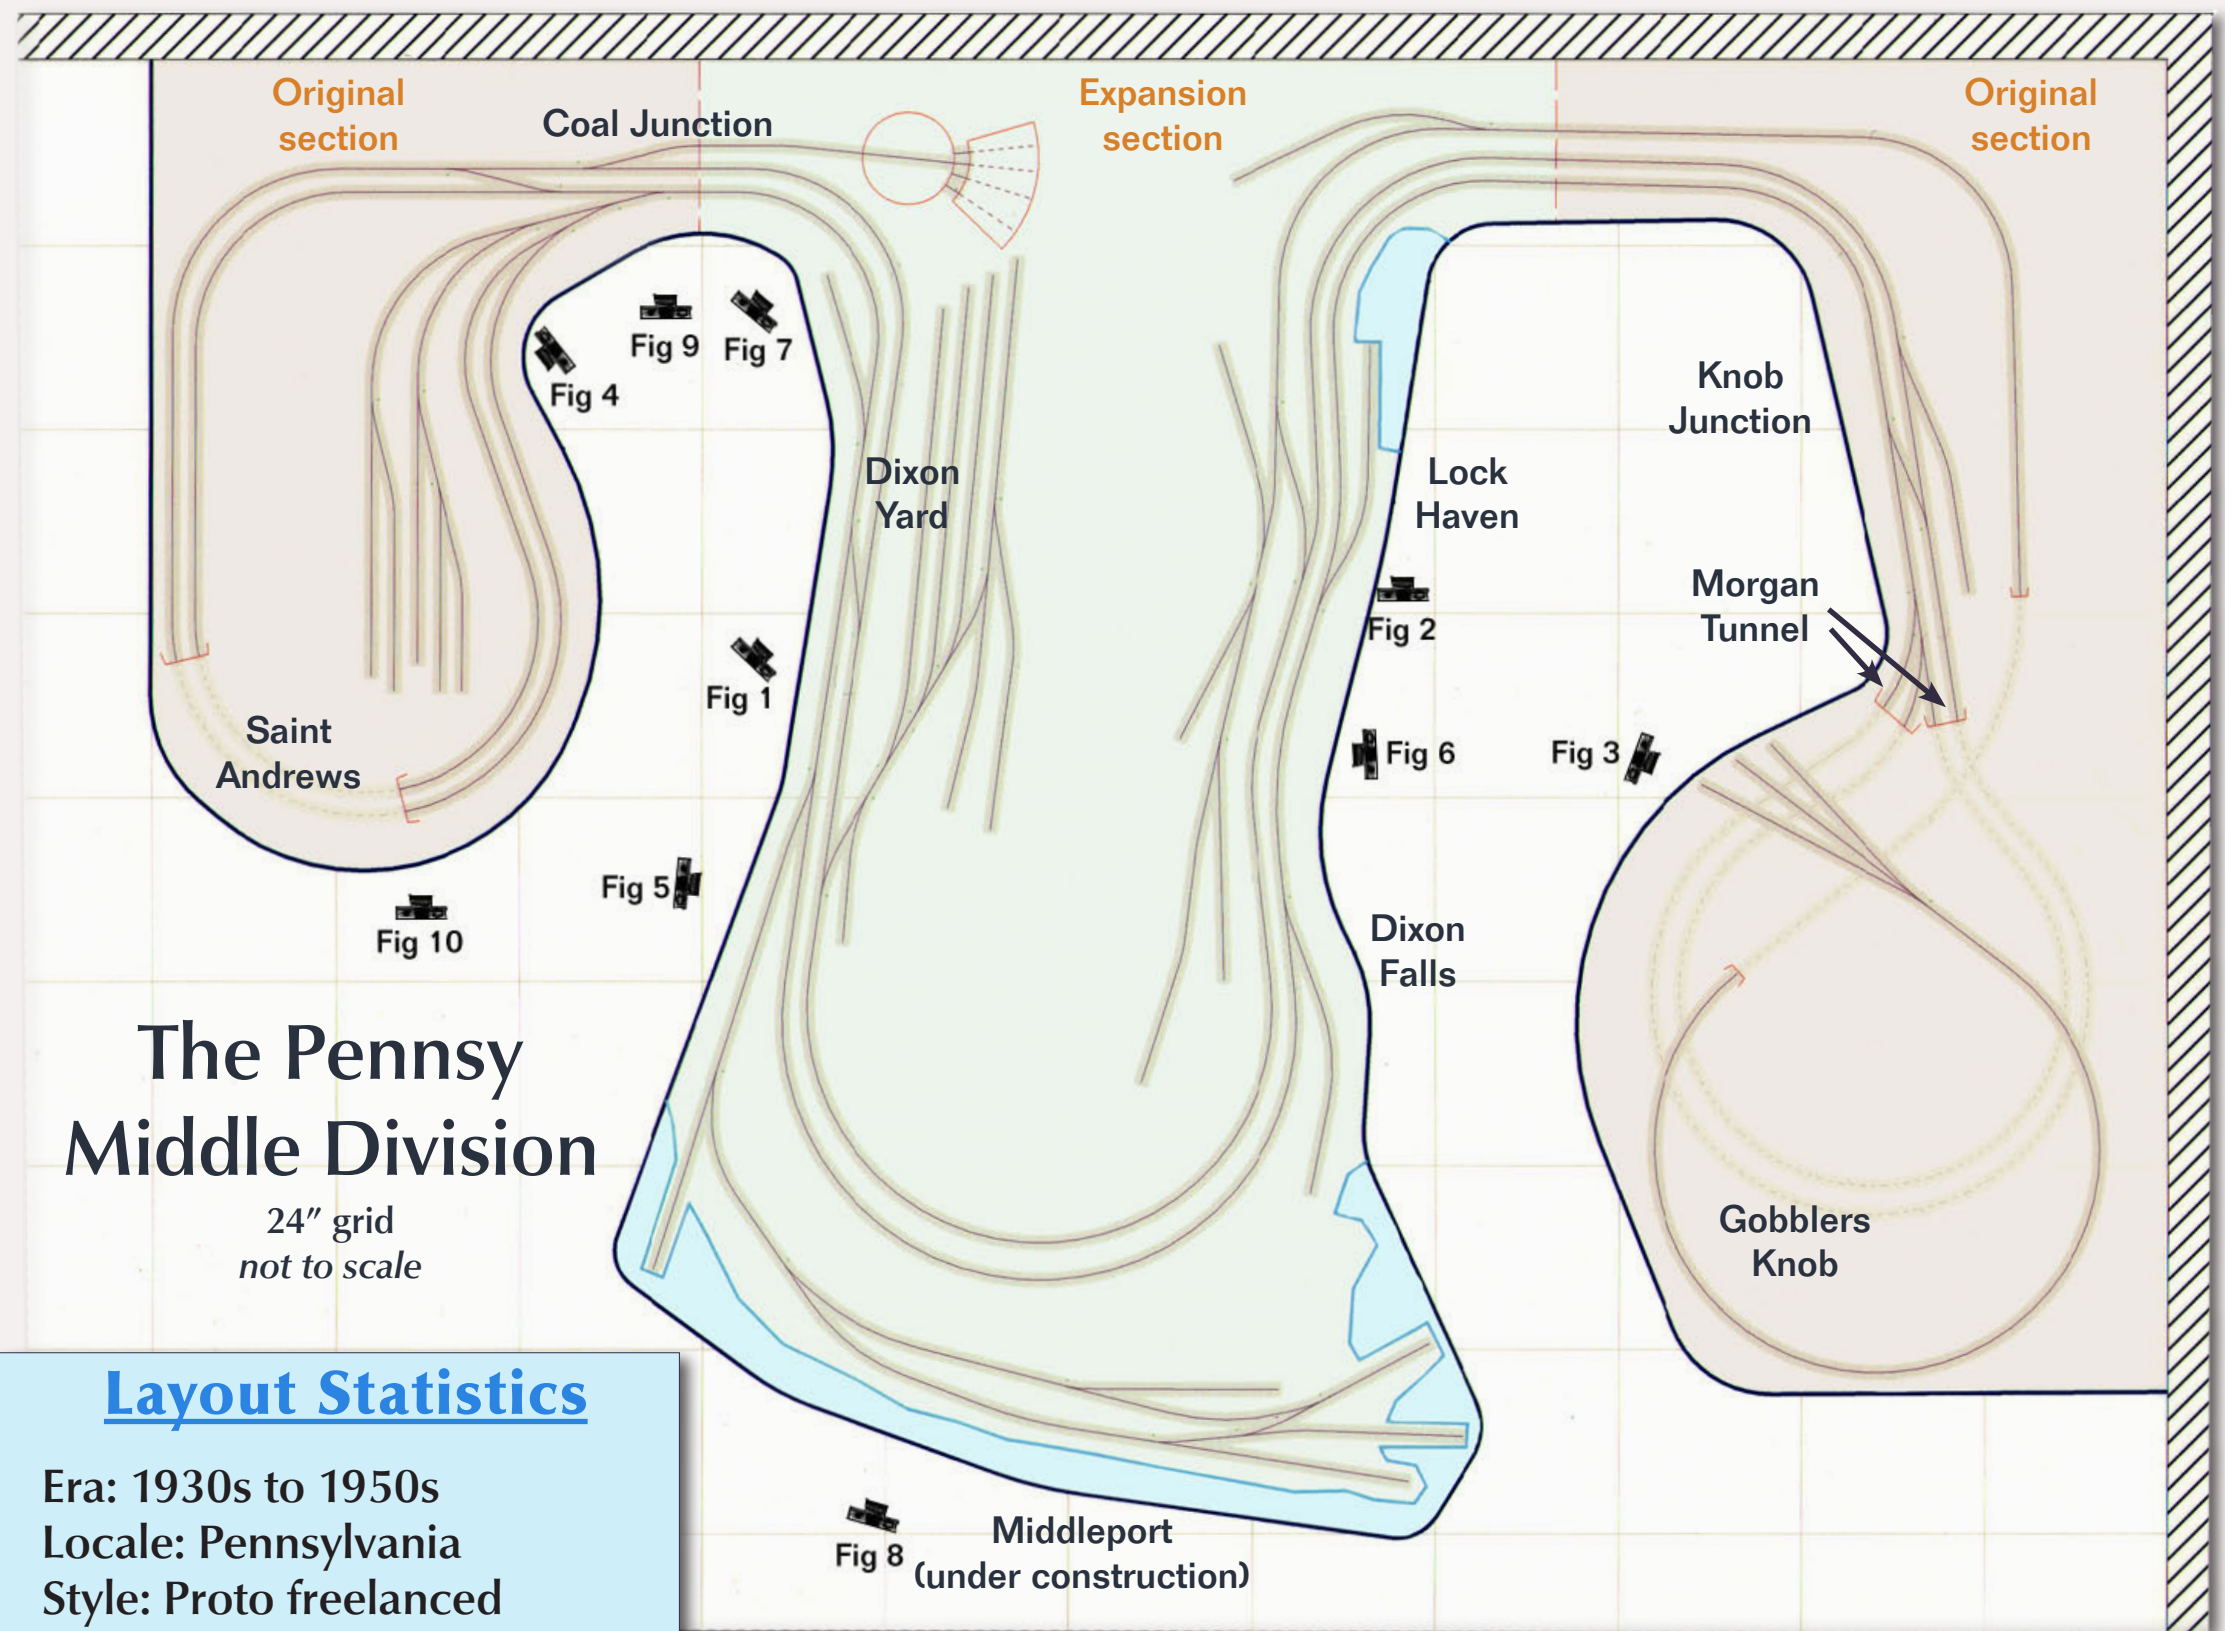 Original
section
Coal Junction
Expansion
section
Original
section
Fig 9
Fig 7
Fig 4
Knob
Junction
Dixon
Yard
Lock
Haven
Morgan
Tunnel
Fig 2
Fig 1
Saint
Andrews
Fig 6
Fig 3
Fig 5
Fig 10
Dixon
Falls
The Pennsy
Middle Division
24″ grid
not to scale
Gobblers
Knob
Layout Statistics
Era: 1930s to 1950s
Locale: Pennsylvania
Style: Proto freelanced
Fig 8
Middleport
(under construction)